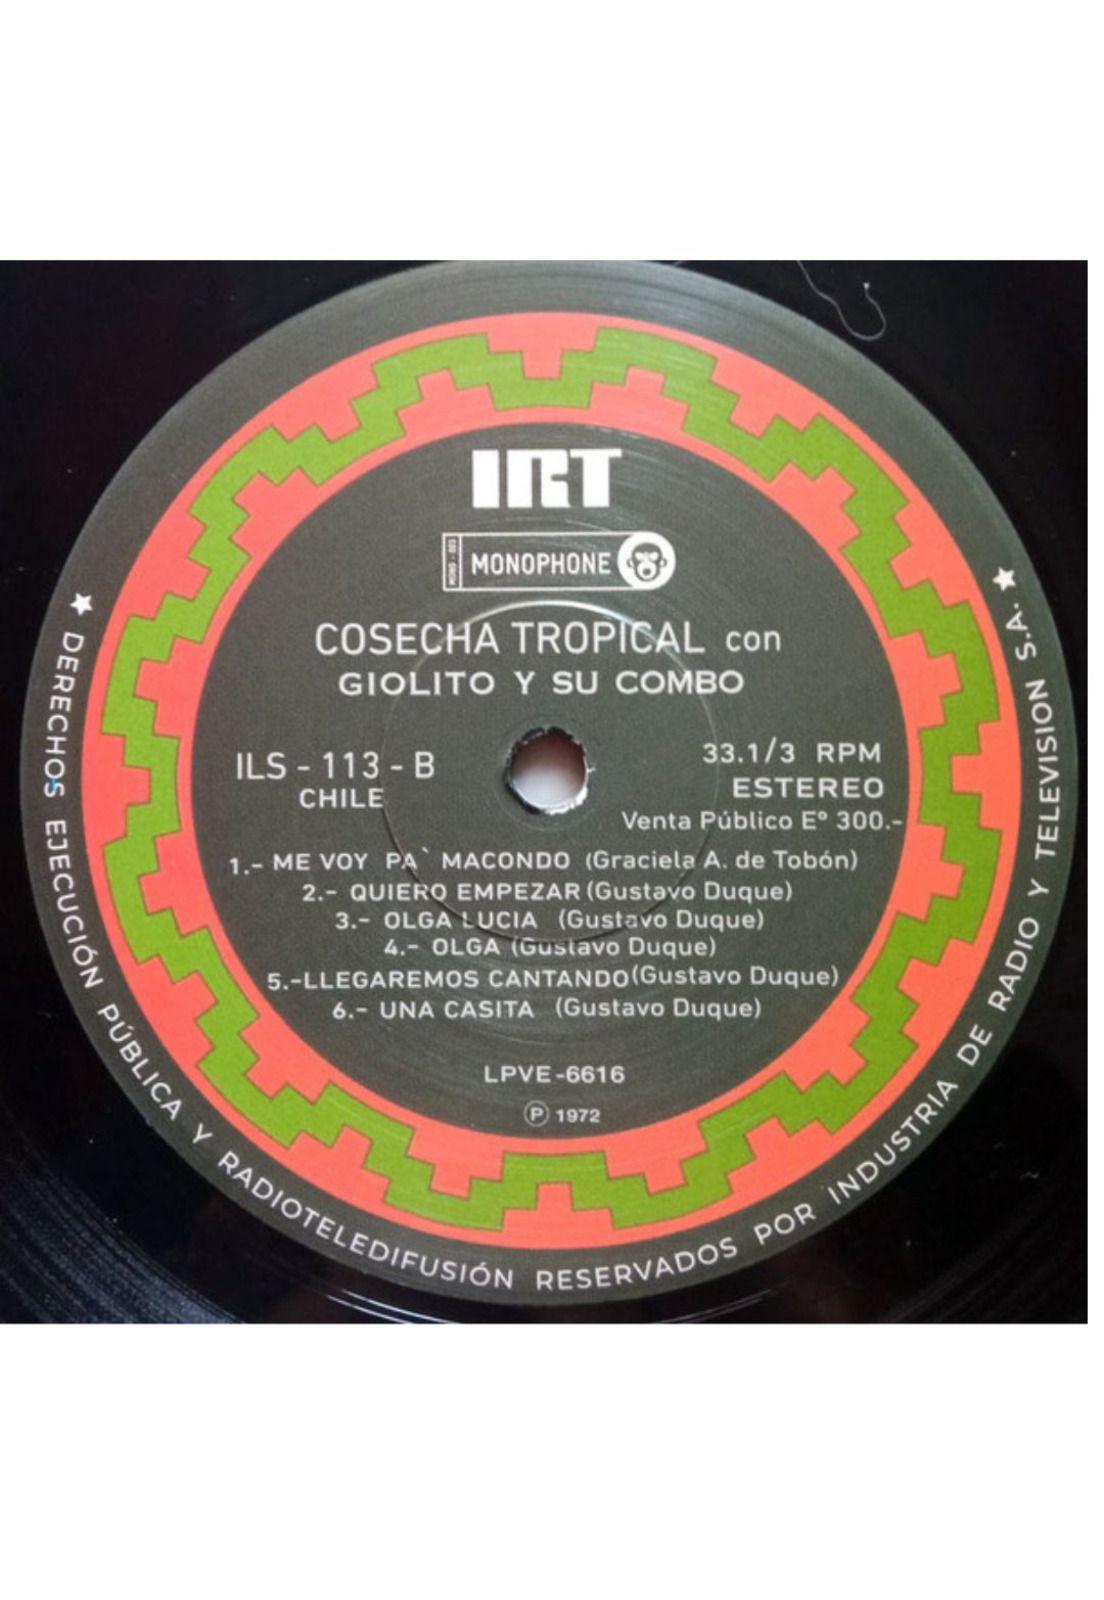 IRT
MONO - 003
MONOPHONE
COSECHA TROPICAL con
GIOLITO Y SU COMBO
ILS - 113 - B
CHILE
33.1/3 RPM
ESTEREO
Venta Público Eº 300.-
1.- ME VOY PA` MACONDO (Graciela A. de Tobón)
2.- QUIERO EMPEZAR (Gustavo Duque)
3.- OLGA LUCIA (Gustavo Duque)
4.- OLGA (Gustavo Duque)
5.-LLEGAREMOS CANTANDO (Gustavo Duque)
6.- UNA CASITA (Gustavo Duque)
LPVE-6616
Ⓟ 1972
★ DERECHOS EJECUCIÓN PÚBLICA Y RADIOTELEDIFUSIÓN RESERVADOS POR INDUSTRIA DE RADIO Y TELEVISION S.A. ★